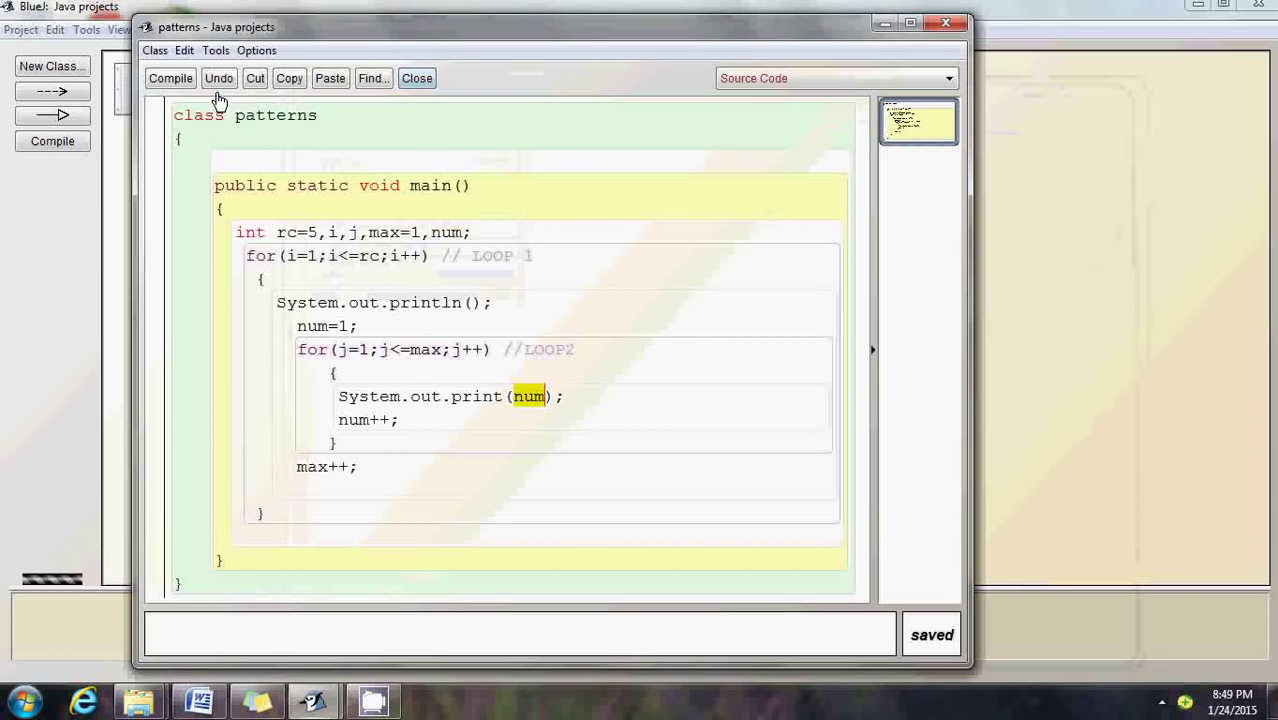 BlueJ: Java projects
Project Edit Tools View
New Class...
Compile
patterns - Java projects
Class Edit Tools Options
Compile Undo Cut Copy Paste Find... Close Source Code
class patterns
{
public static void main()
{
int rc=5,i,j,max=1,num;
for(i=1;i<=rc;i++) // LOOP 1
{
System.out.println();
num=1;
for(j=1;j<=max;j++) //LOOP2
{
System.out.print(num);
num++;
}
max++;
}
}
}
saved
8:49 PM
1/24/2015